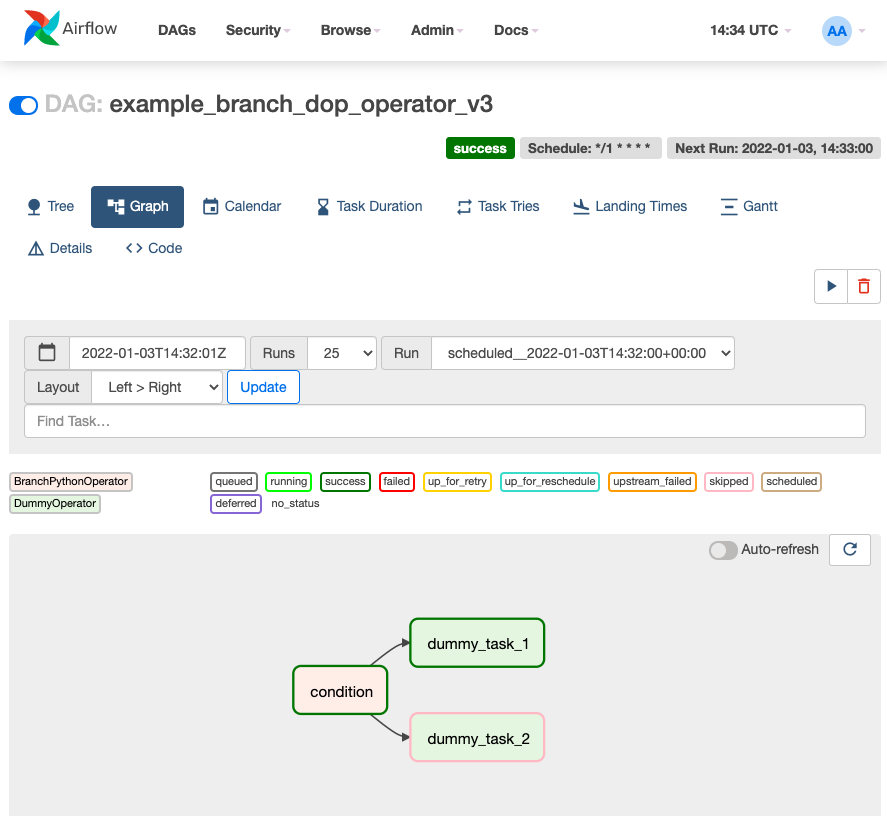 Airflow DAGs Security Browse Admin Docs 14:34 UTC AA
DAG: example_branch_dop_operator_v3
success Schedule: */1 * * * * Next Run: 2022-01-03, 14:33:00
Tree Graph Calendar Task Duration Task Tries Landing Times Gantt
Details Code
2022-01-03T14:32:01Z Runs 25 Run scheduled__2022-01-03T14:32:00+00:00
Layout Left > Right Update
Find Task...
BranchPythonOperator queued running success failed up_for_retry up_for_reschedule upstream_failed skipped scheduled
DummyOperator deferred no_status
Auto-refresh
dummy_task_1
condition
dummy_task_2